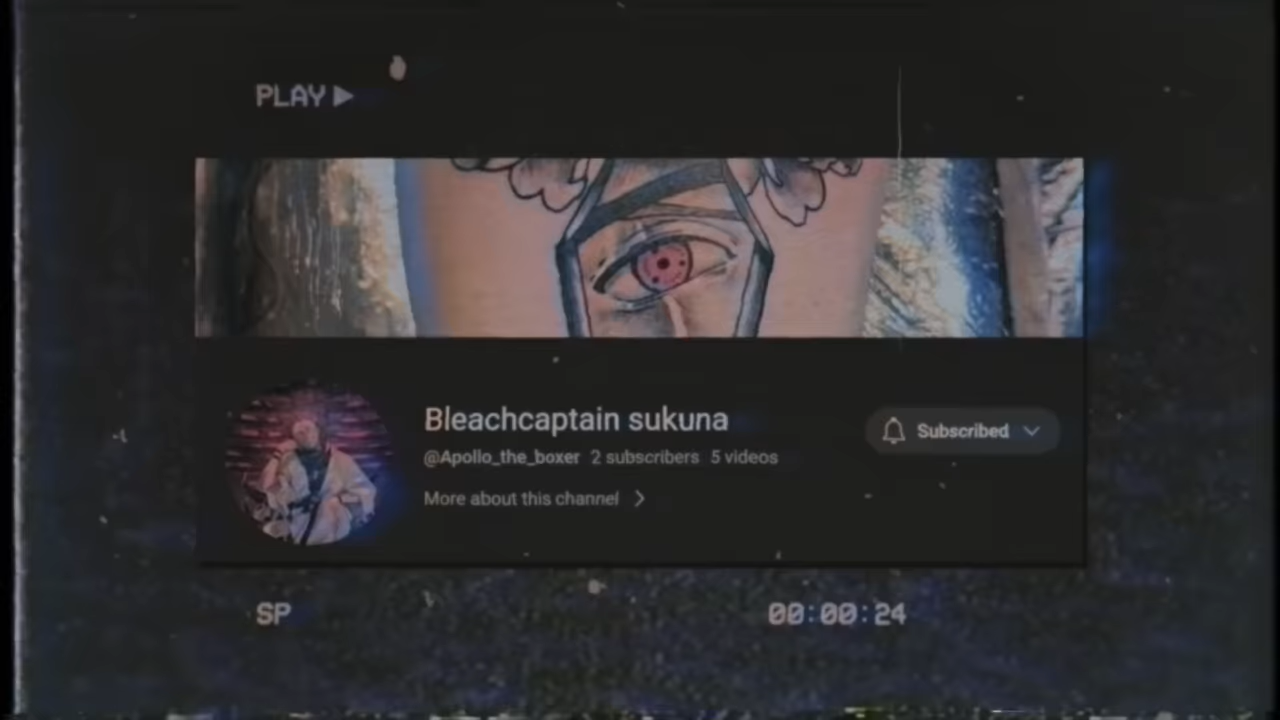 PLAY
Bleachcaptain sukuna
@Apollo_the_boxer 2 subscribers 5 videos
More about this channel
Subscribed
SP
00:00:24